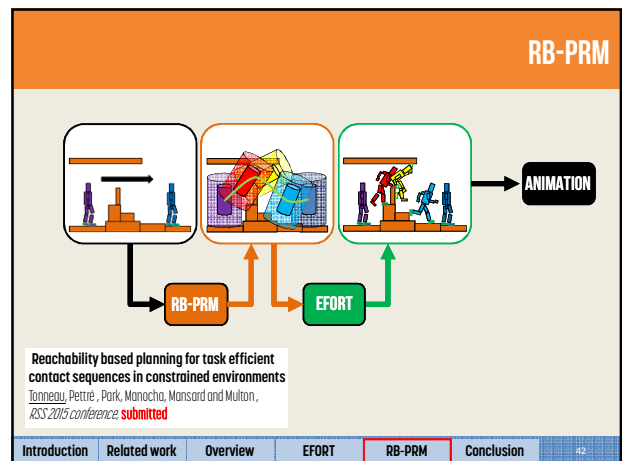 RB-PRM
ANIMATION
RB-PRM
EFORT
Reachability based planning for task efficient
contact sequences in constrained environments
Tonneau, Pettré , Park, Manocha, Mansard and Multon ,
RSS 2015 conference, submitted
Introduction Related work Overview EFORT RB-PRM Conclusion 42